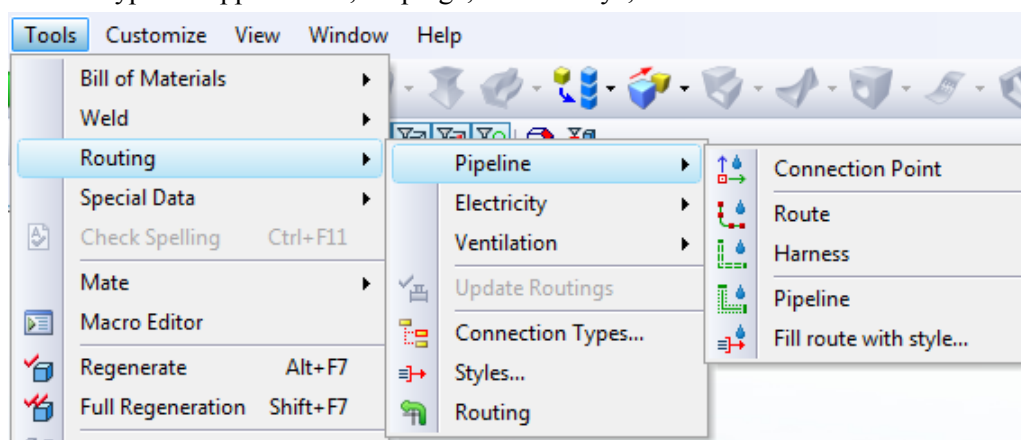 Tools Customize View Window Help
Bill of Materials
Weld
Routing
Special Data
Check Spelling Ctrl+F11
Mate
Macro Editor
Regenerate Alt+F7
Full Regeneration Shift+F7
Pipeline
Electricity
Ventilation
Update Routings
Connection Types...
Styles...
Routing
Connection Point
Route
Harness
Pipeline
Fill route with style...